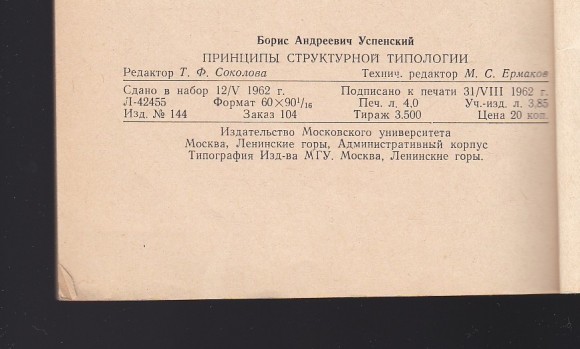 Борис Андреевич Успенский
ПРИНЦИПЫ СТРУКТУРНОЙ ТИПОЛОГИИ
Редактор Т. Ф. Соколова Технич. редактор М. С. Ермаков
Сдано в набор 12/V 1962 г. Подписано к печати 31/VIII 1962 г.
Л-42455 Формат 60×90¹/₁₆ Печ. л. 4,0 Уч.-изд. л. 3,85
Изд. № 144 Заказ 104 Тираж 3.500 Цена 20 коп.
Издательство Московского университета
Москва, Ленинские горы, Административный корпус
Типография Изд-ва МГУ. Москва, Ленинские горы.